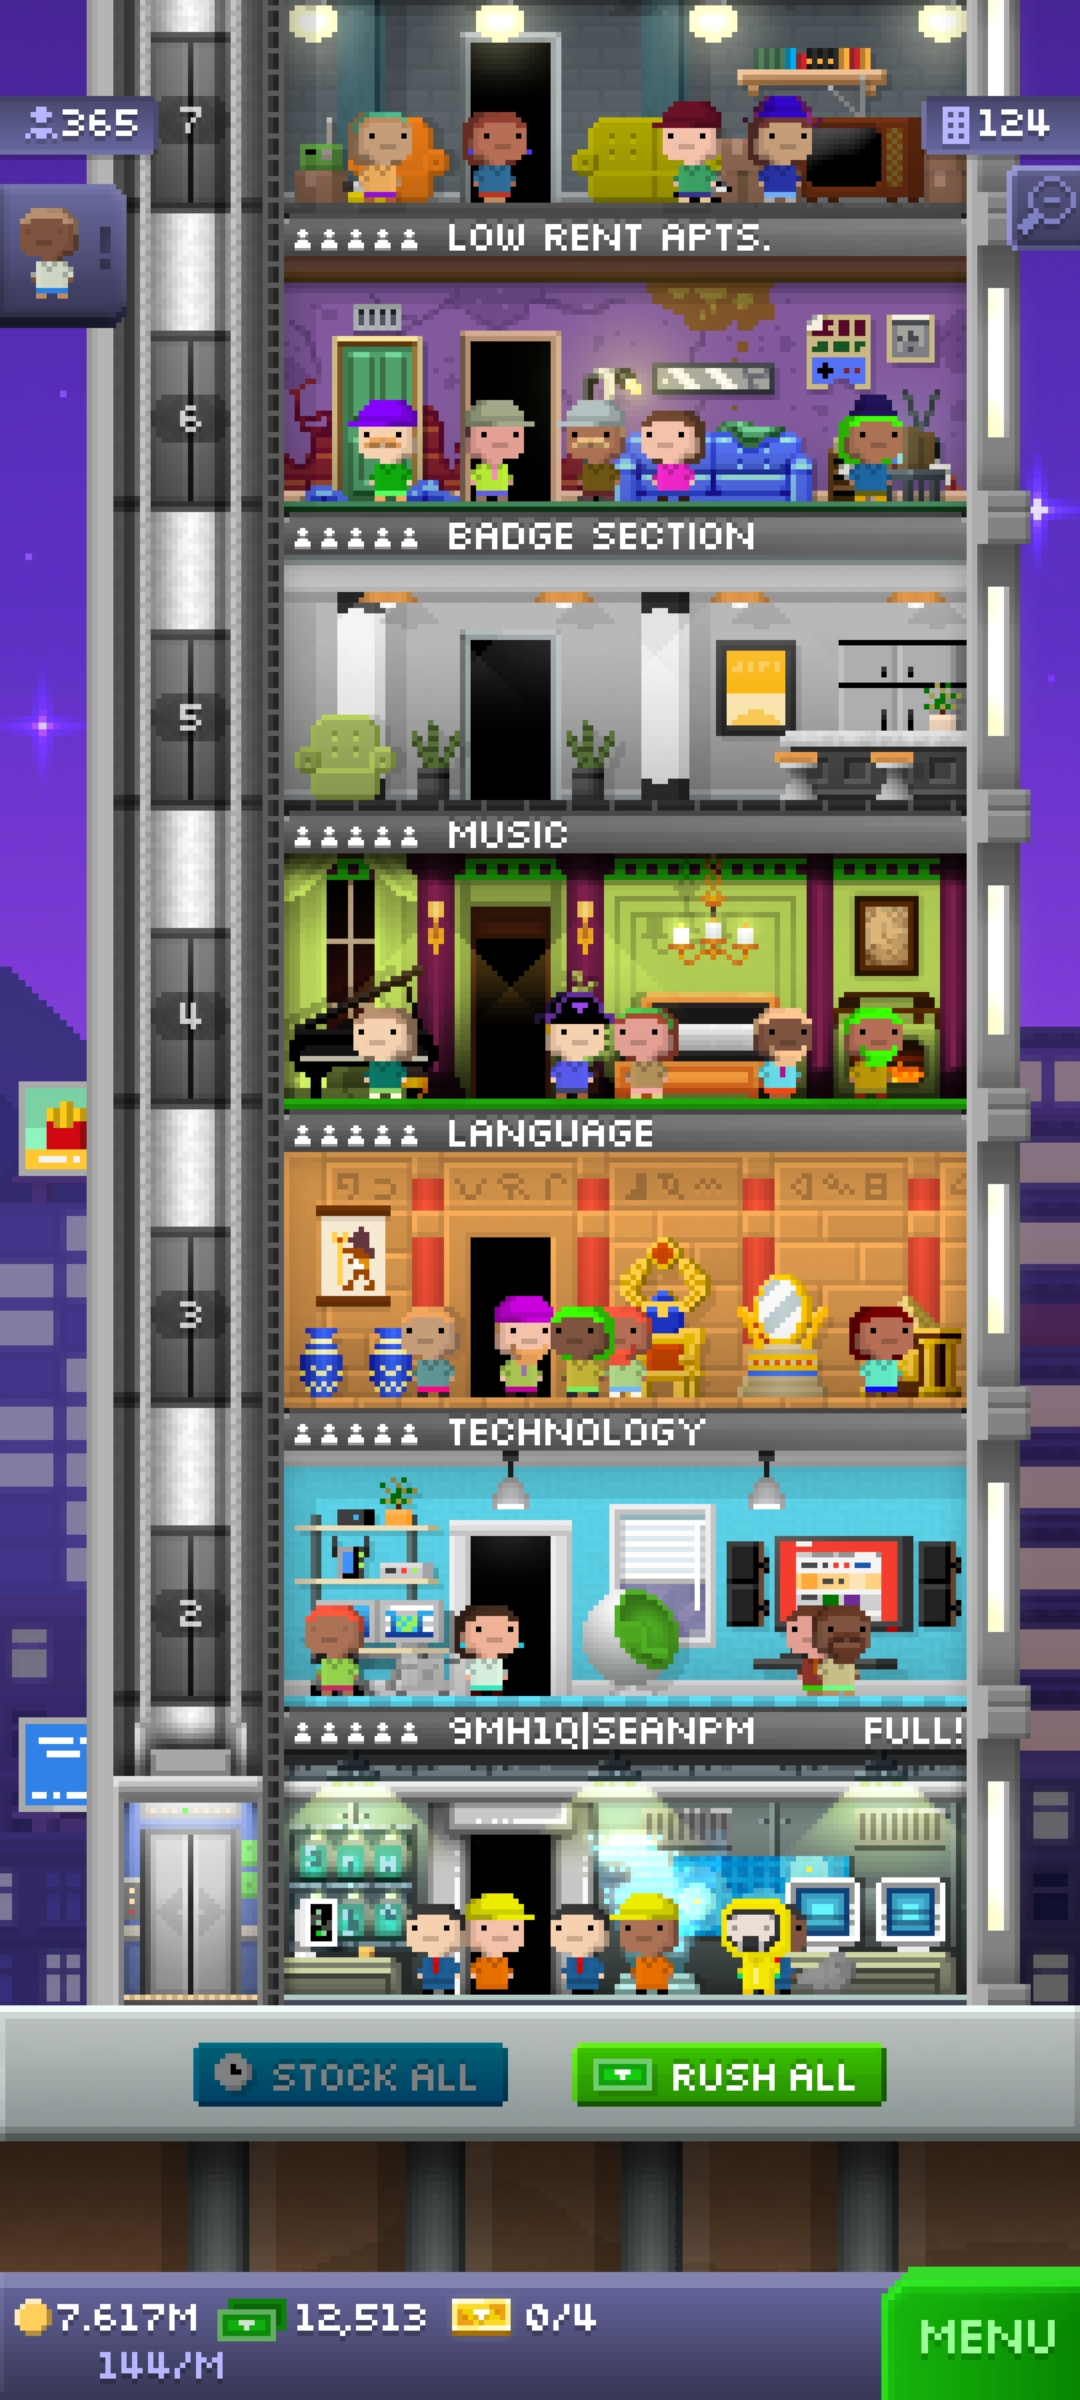 365
7
124
!
LOW RENT APTS.
6
BADGE SECTION
5
MUSIC
4
LANGUAGE
3
TECHNOLOGY
2
9MH1Q|SEANPM FULL!
STOCK ALL
RUSH ALL
7.617M 12,513 0/4
144/M
MENU